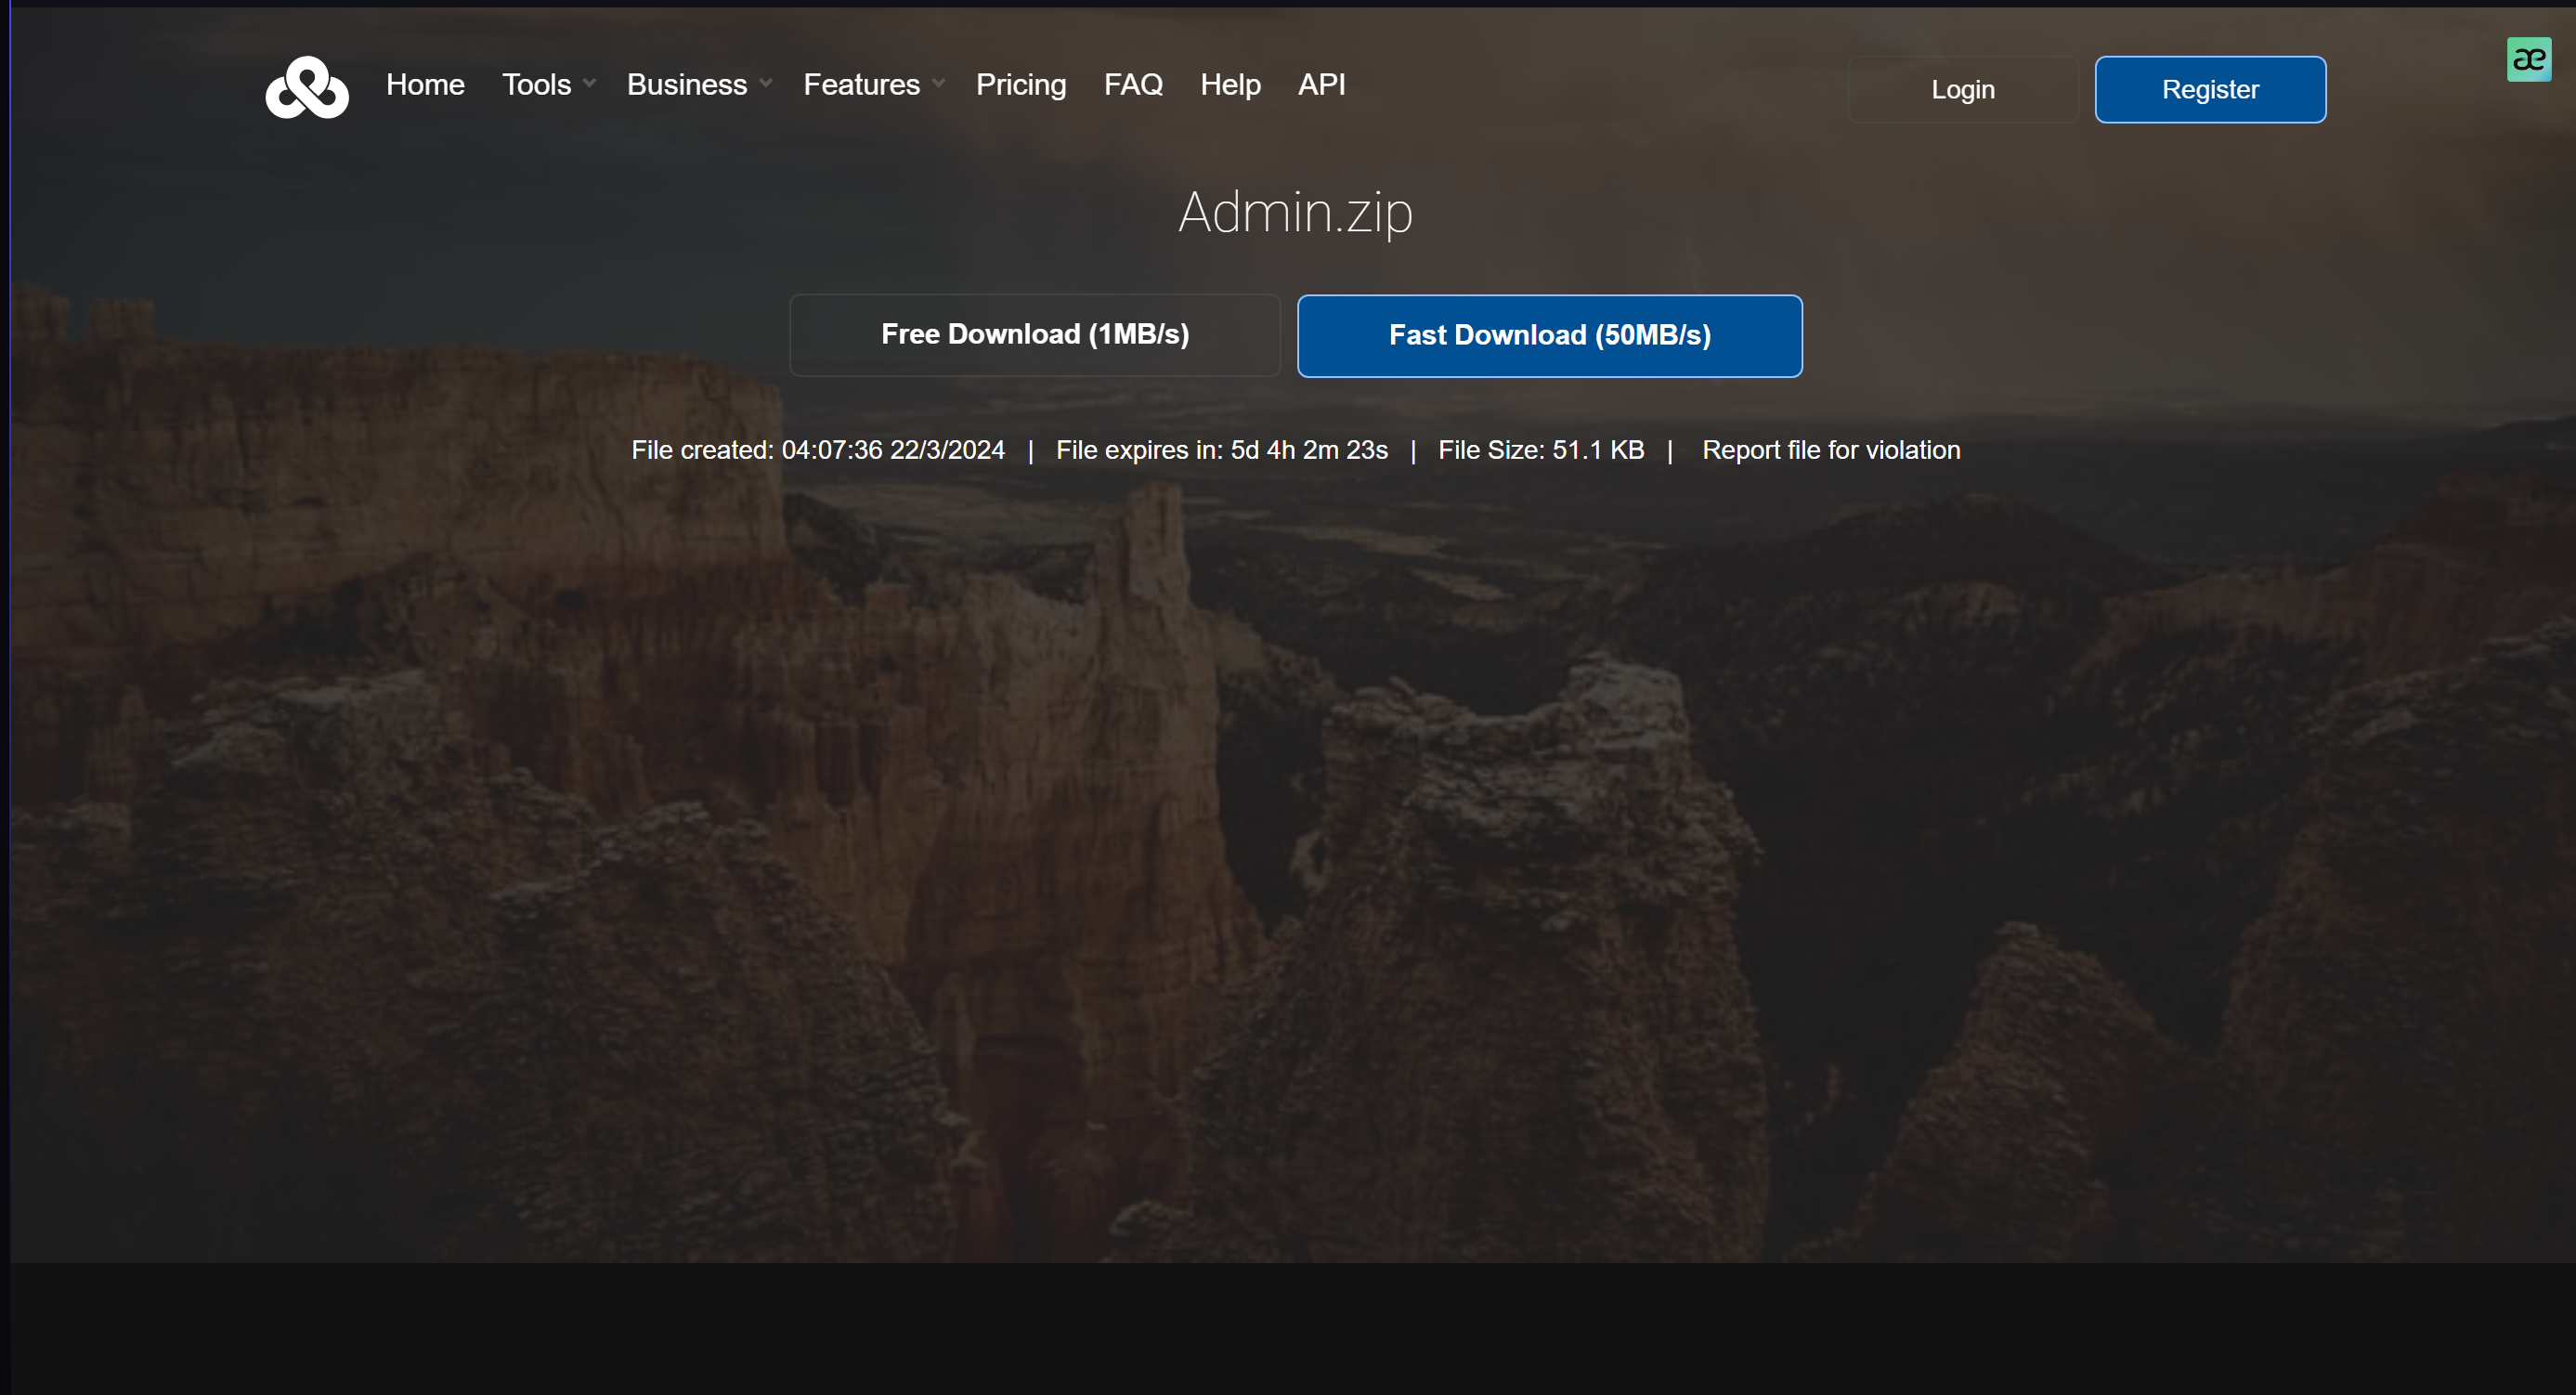 Home Tools Business Features Pricing FAQ Help API Login Register
æ
Admin.zip
Free Download (1MB/s) Fast Download (50MB/s)
File created: 04:07:36 22/3/2024 | File expires in: 5d 4h 2m 23s | File Size: 51.1 KB | Report file for violation